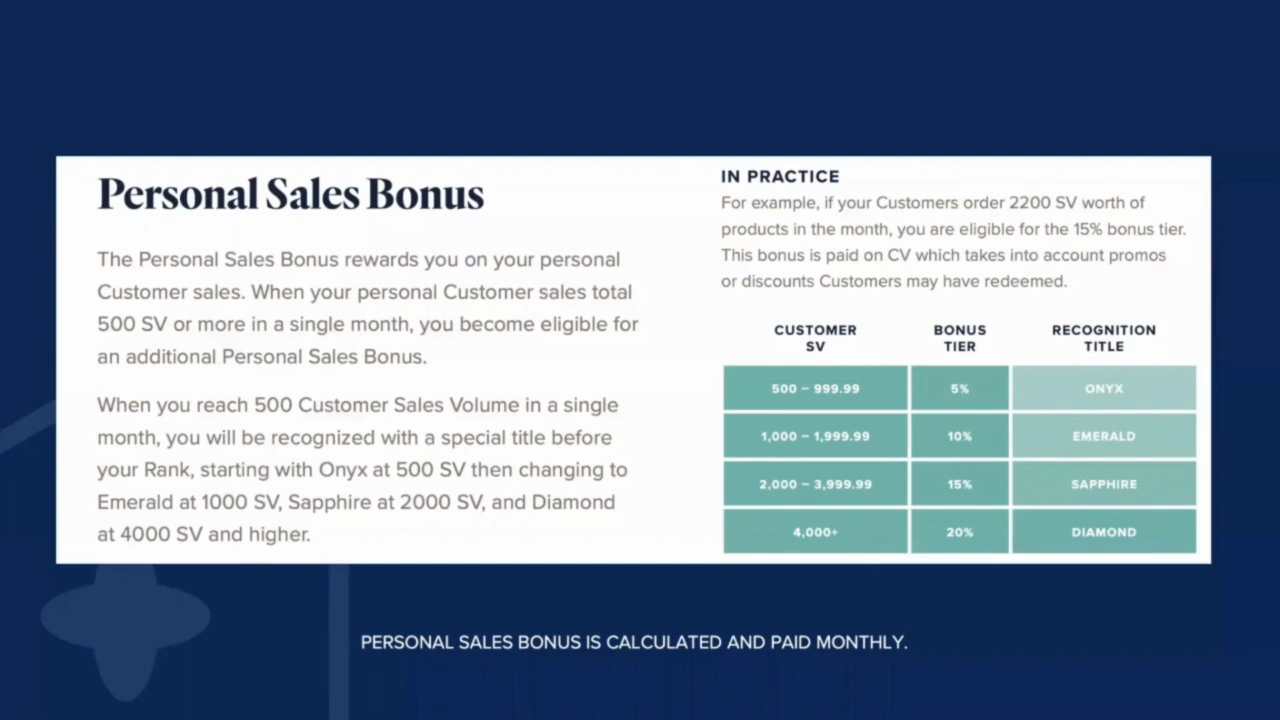 Personal Sales Bonus
The Personal Sales Bonus rewards you on your personal
Customer sales. When your personal Customer sales total
500 SV or more in a single month, you become eligible for
an additional Personal Sales Bonus.
When you reach 500 Customer Sales Volume in a single
month, you will be recognized with a special title before
your Rank, starting with Onyx at 500 SV then changing to
Emerald at 1000 SV, Sapphire at 2000 SV, and Diamond
at 4000 SV and higher.
IN PRACTICE
For example, if your Customers order 2200 SV worth of
products in the month, you are eligible for the 15% bonus tier.
This bonus is paid on CV which takes into account promos
or discounts Customers may have redeemed.
CUSTOMER SV BONUS TIER RECOGNITION TITLE
500 – 999.99 5% ONYX
1,000 – 1,999.99 10% EMERALD
2,000 – 3,999.99 15% SAPPHIRE
4,000+ 20% DIAMOND
PERSONAL SALES BONUS IS CALCULATED AND PAID MONTHLY.